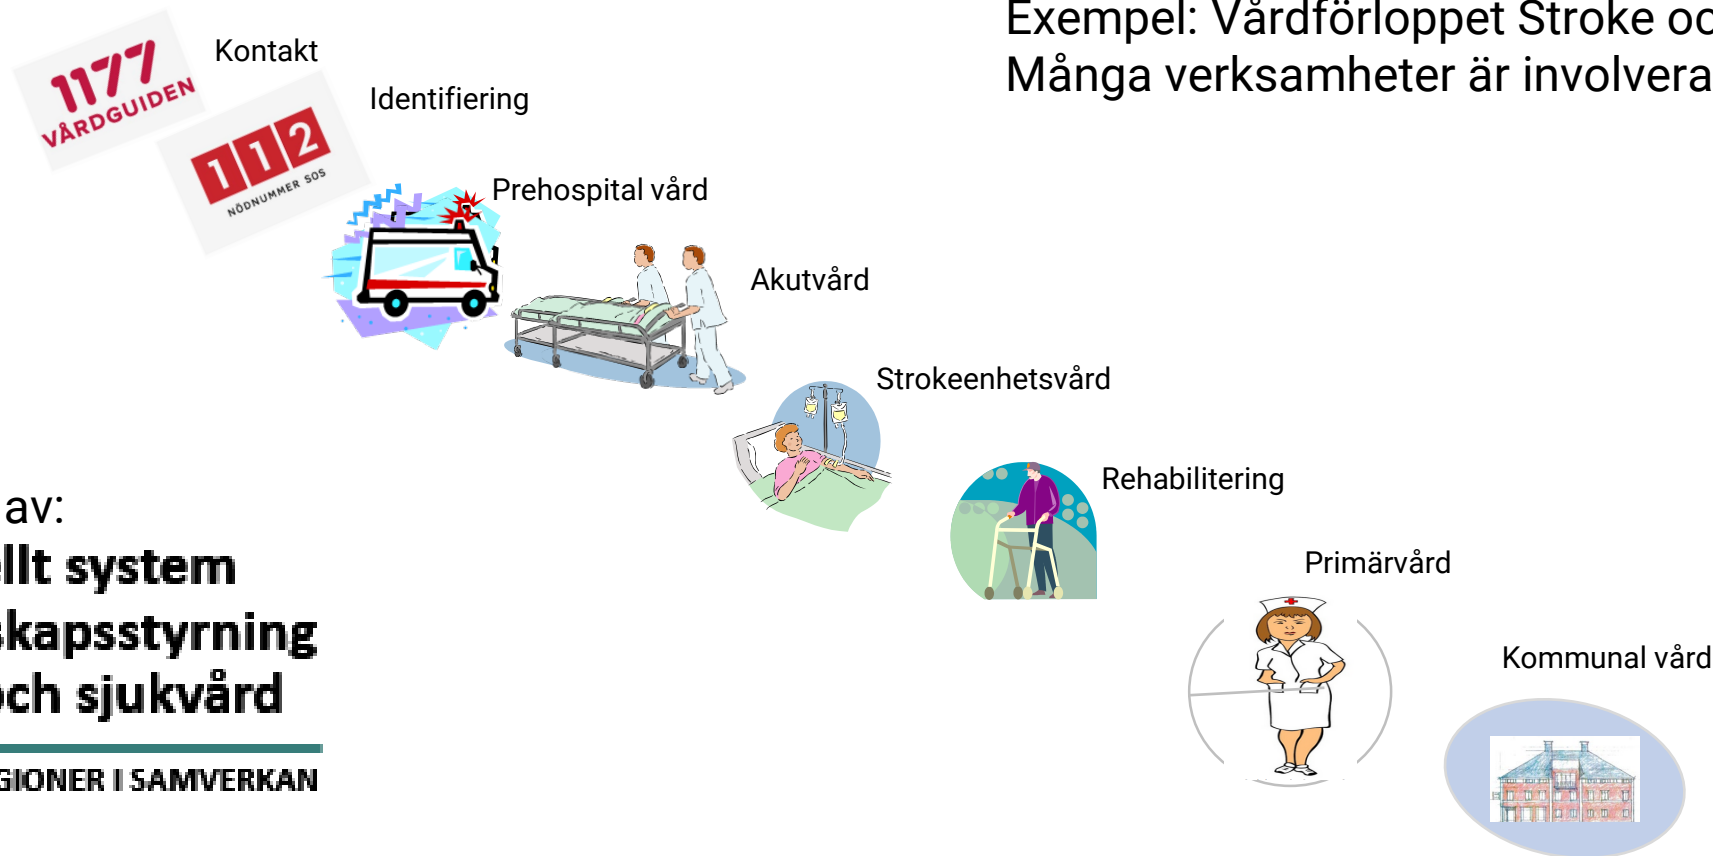 Exempel: Vårdförloppet Stroke oc
Många verksamheter är involvera
Kontakt
1177
VÅRDGUIDEN
Identifiering
112
NÖDNUMMER SOS
Prehospital vård
Akutvård
Strokeenhetsvård
Rehabilitering
Primärvård
Kommunal vård
av:
llt system
skapsstyrning
och sjukvård
GIONER I SAMVERKAN